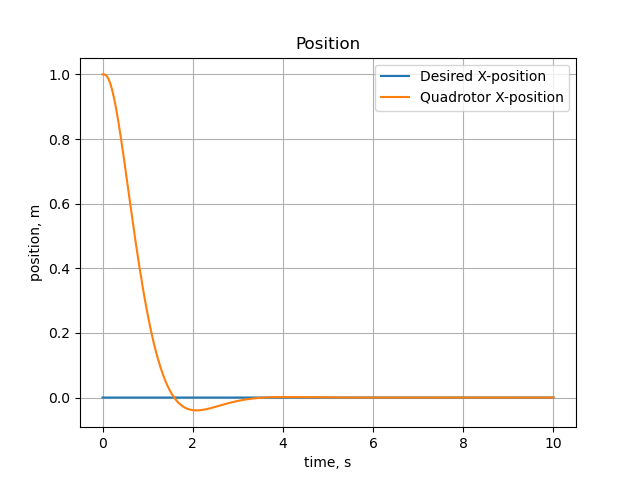 Position
Desired X-position
Quadrotor X-position
1.0
0.8
0.6
0.4
0.2
0.0
position, m
0 2 4 6 8 10
time, s